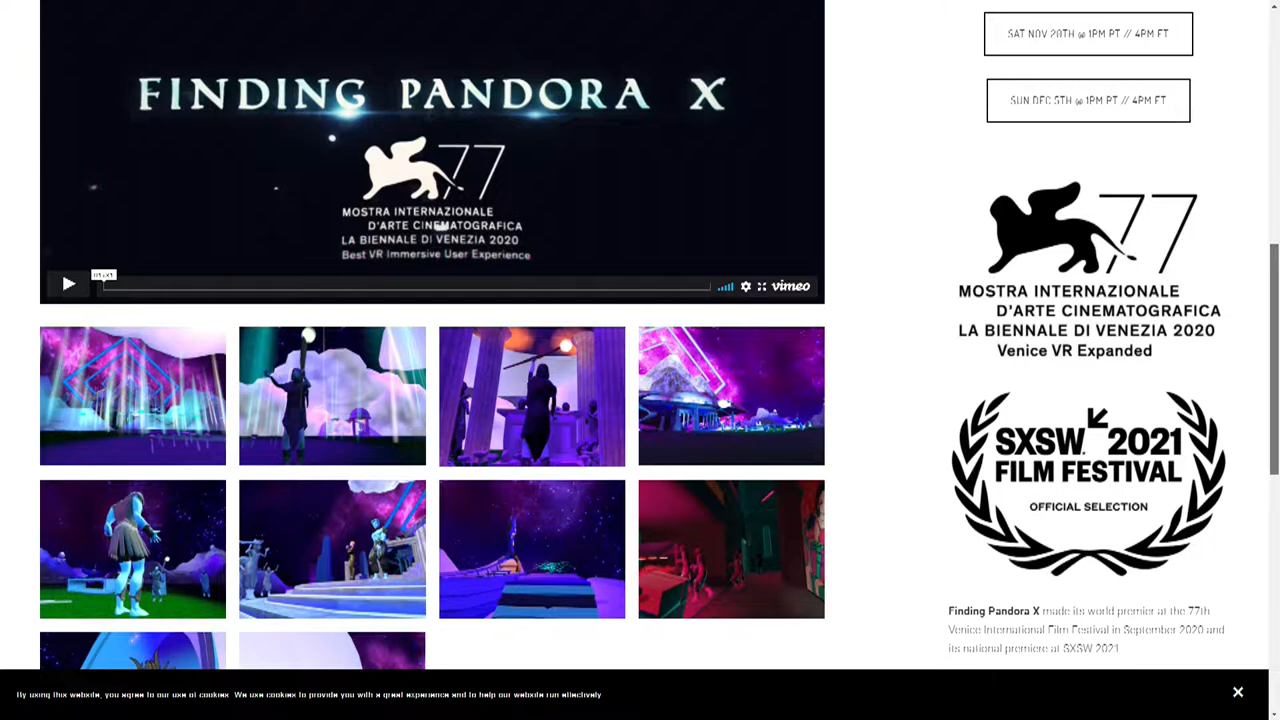 FINDING PANDORA X
77
MOSTRA INTERNAZIONALE
D'ARTE CINEMATOGRAFICA
LA BIENNALE DI VENEZIA 2020
Best VR Immersive User Experience
vimeo
SAT NOV 20TH @ 1PM PT // 4PM ET
SUN DEC 5TH @ 1PM PT // 4PM ET
77
MOSTRA INTERNAZIONALE
D'ARTE CINEMATOGRAFICA
LA BIENNALE DI VENEZIA 2020
Venice VR Expanded
SXSW 2021
FILM FESTIVAL
OFFICIAL SELECTION
Finding Pandora X made its world premier at the 77th
Venice International Film Festival in September 2020 and
its national premiere at SXSW 2021
By using this website, you agree to our use of cookies. We use cookies to provide you with a great experience and to help our website run effectively